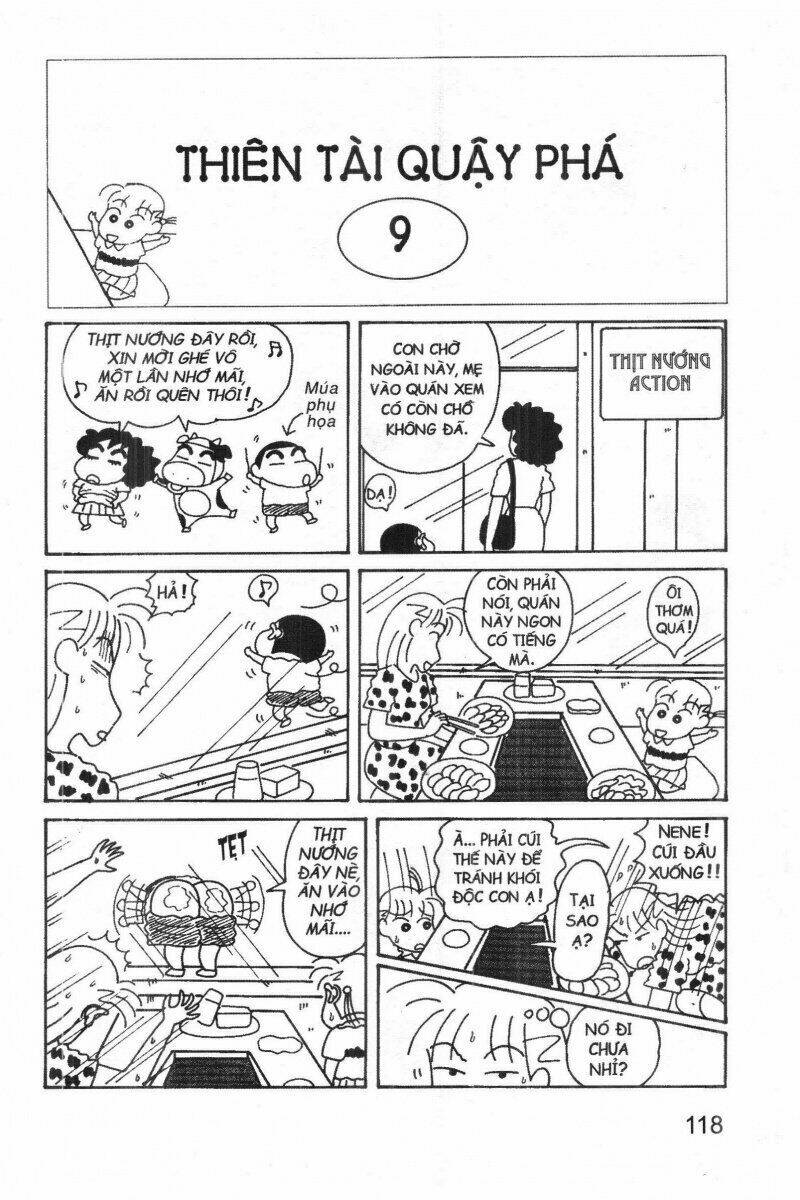 THIÊN TÀI QUẬY PHÁ
9
THỊT NƯỚNG
ACTION
CON CHỜ
NGOÀI NÀY, MẸ
VÀO QUÁN XEM
CÓ CÒN CHỖ
KHÔNG ĐÃ.
DẠ!
THỊT NƯỚNG ĐÂY RỒI,
XIN MỜI GHÉ VÔ
MỘT LẦN NHỚ MÃI,
ĂN RỒI QUÊN THÔI!
Múa
phụ
họa
ÔI
THƠM
QUÁ!
CÒN PHẢI
NÓI, QUÁN
NÀY NGON
CÓ TIẾNG
MÀ.
HẢ!
NENE!
CÚI ĐẦU
XUỐNG!!
TẠI
SAO
Ạ?
À... PHẢI CÚI
THẾ NÀY ĐỂ
TRÁNH KHÓI
ĐỘC CON Ạ!
NÓ ĐI
CHƯA
NHỈ?
THỊT
NƯỚNG
ĐÂY NÈ,
ĂN VÀO
NHỚ
MÃI....
TẸT
118